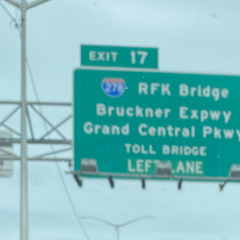 EXIT 17
278 RFK Bridge
Bruckner Expwy
Grand Central Pkwy
TOLL BRIDGE
LEFT LANE